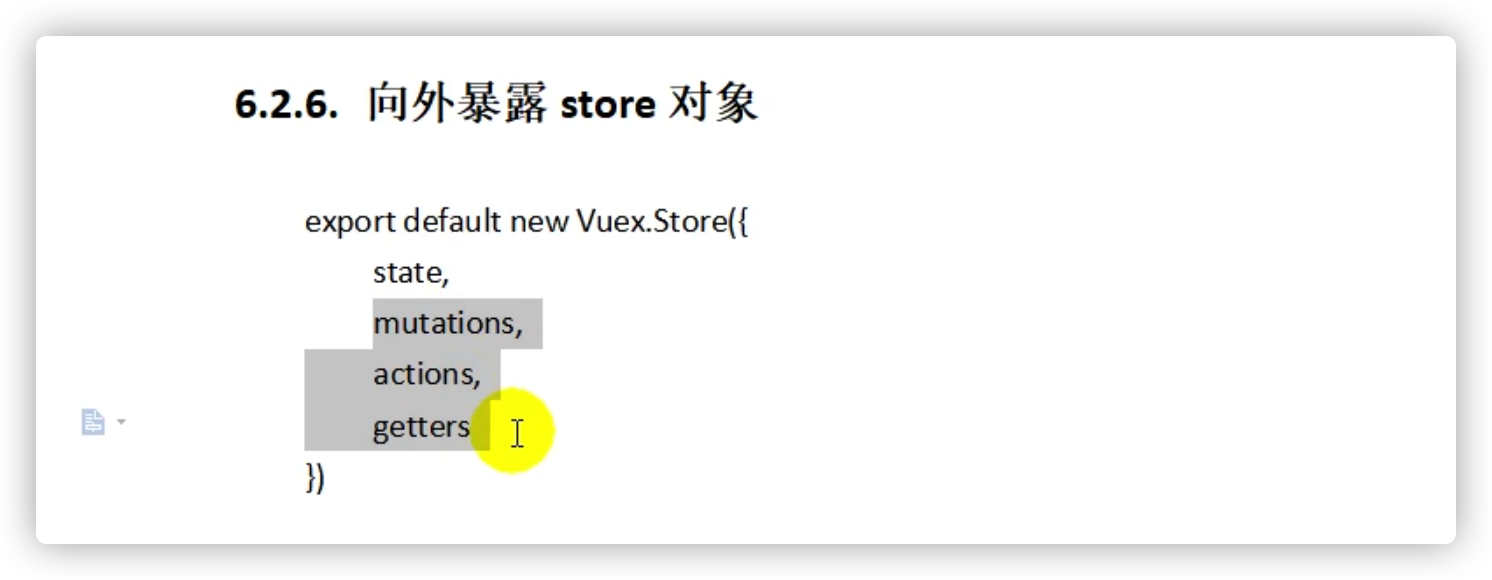 6.2.6. 向外暴露 store 对象
export default new Vuex.Store({
state,
mutations,
actions,
getters
})